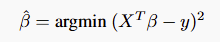 β̂ = argmin (X^T β − y)²